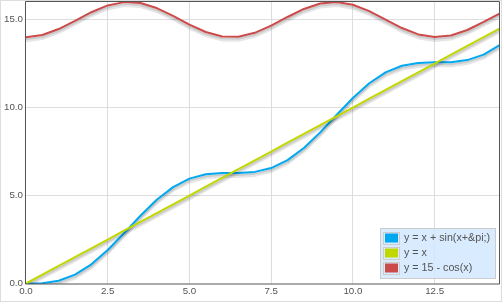 15.0
10.0
5.0
0.0
0.0 2.5 5.0 7.5 10.0 12.5
y = x + sin(x+&pi;)
y = x
y = 15 - cos(x)